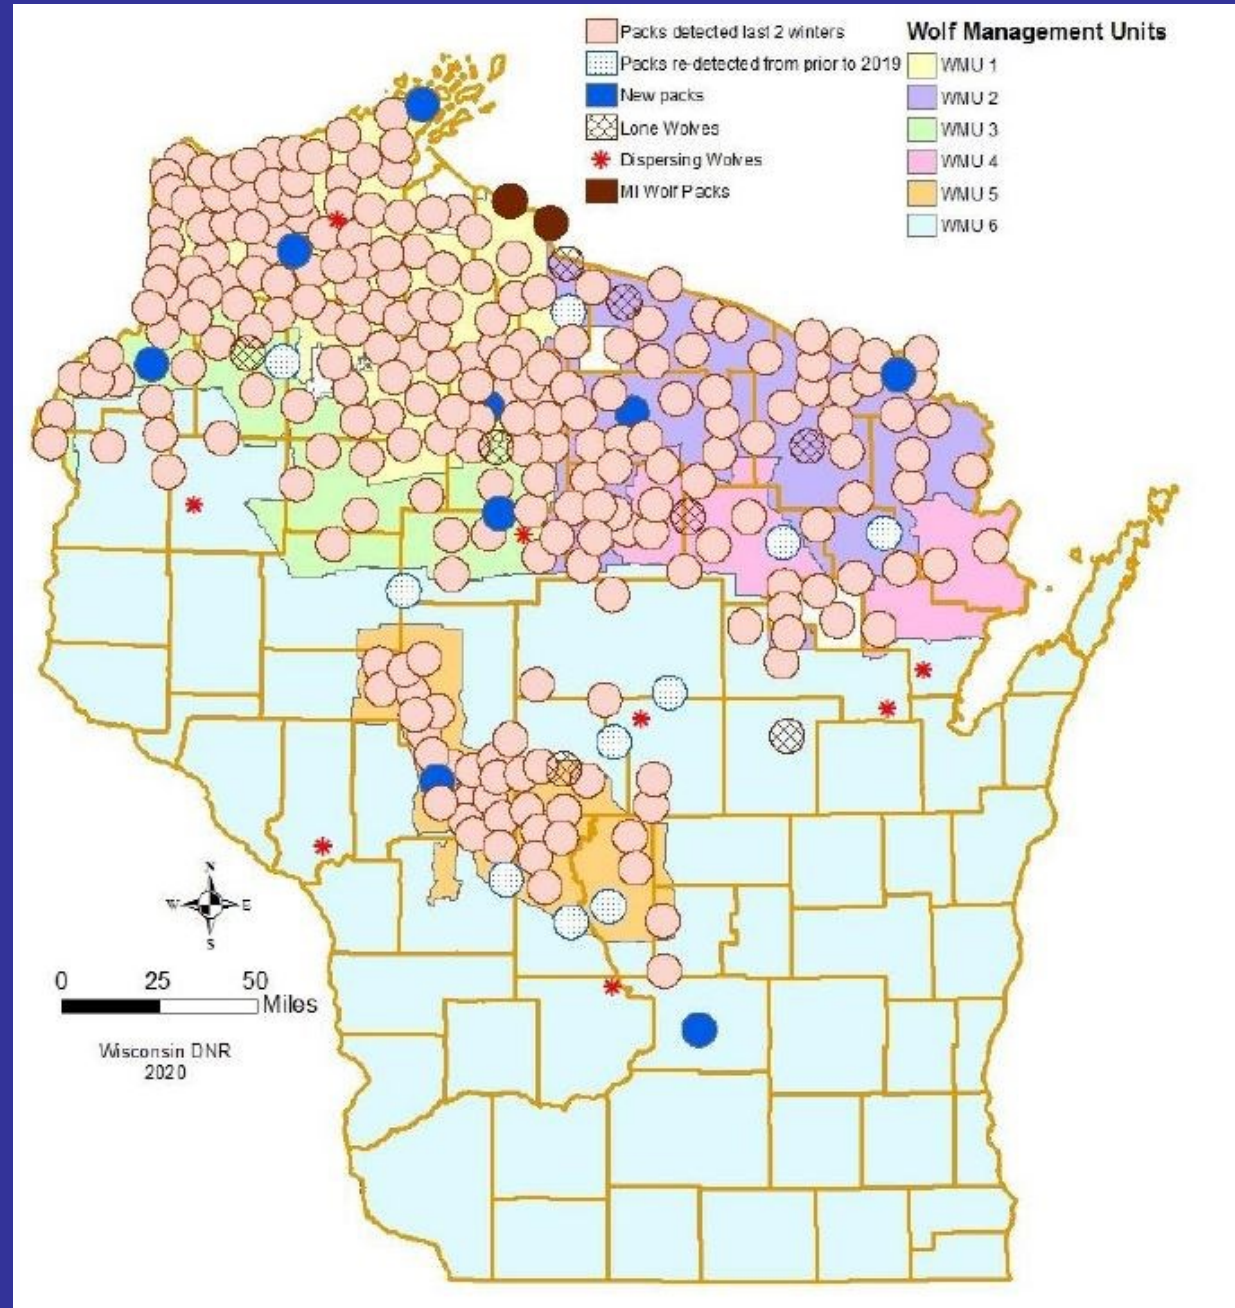 Packs detected last 2 winters
Packs re-detected from prior to 2019
New packs
Lone Wolves
Dispersing Wolves
MI Wolf Packs
Wolf Management Units
WMU 1
WMU 2
WMU 3
WMU 4
WMU 5
WMU 6
N
W E
S
0 25 50
Miles
Wisconsin DNR
2020